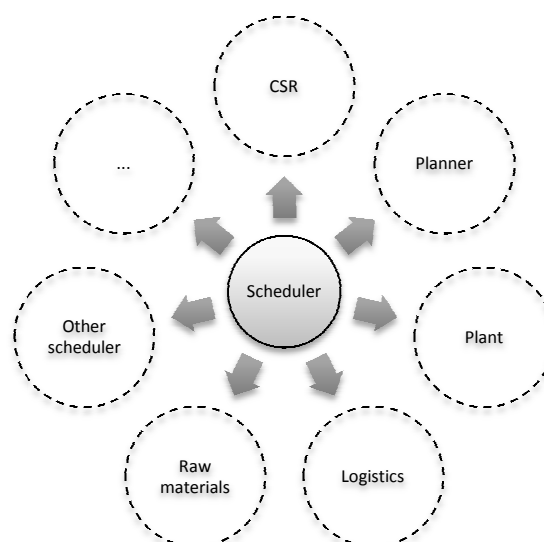 CSR
...
Planner
Scheduler
Other
scheduler
Plant
Raw
materials
Logistics